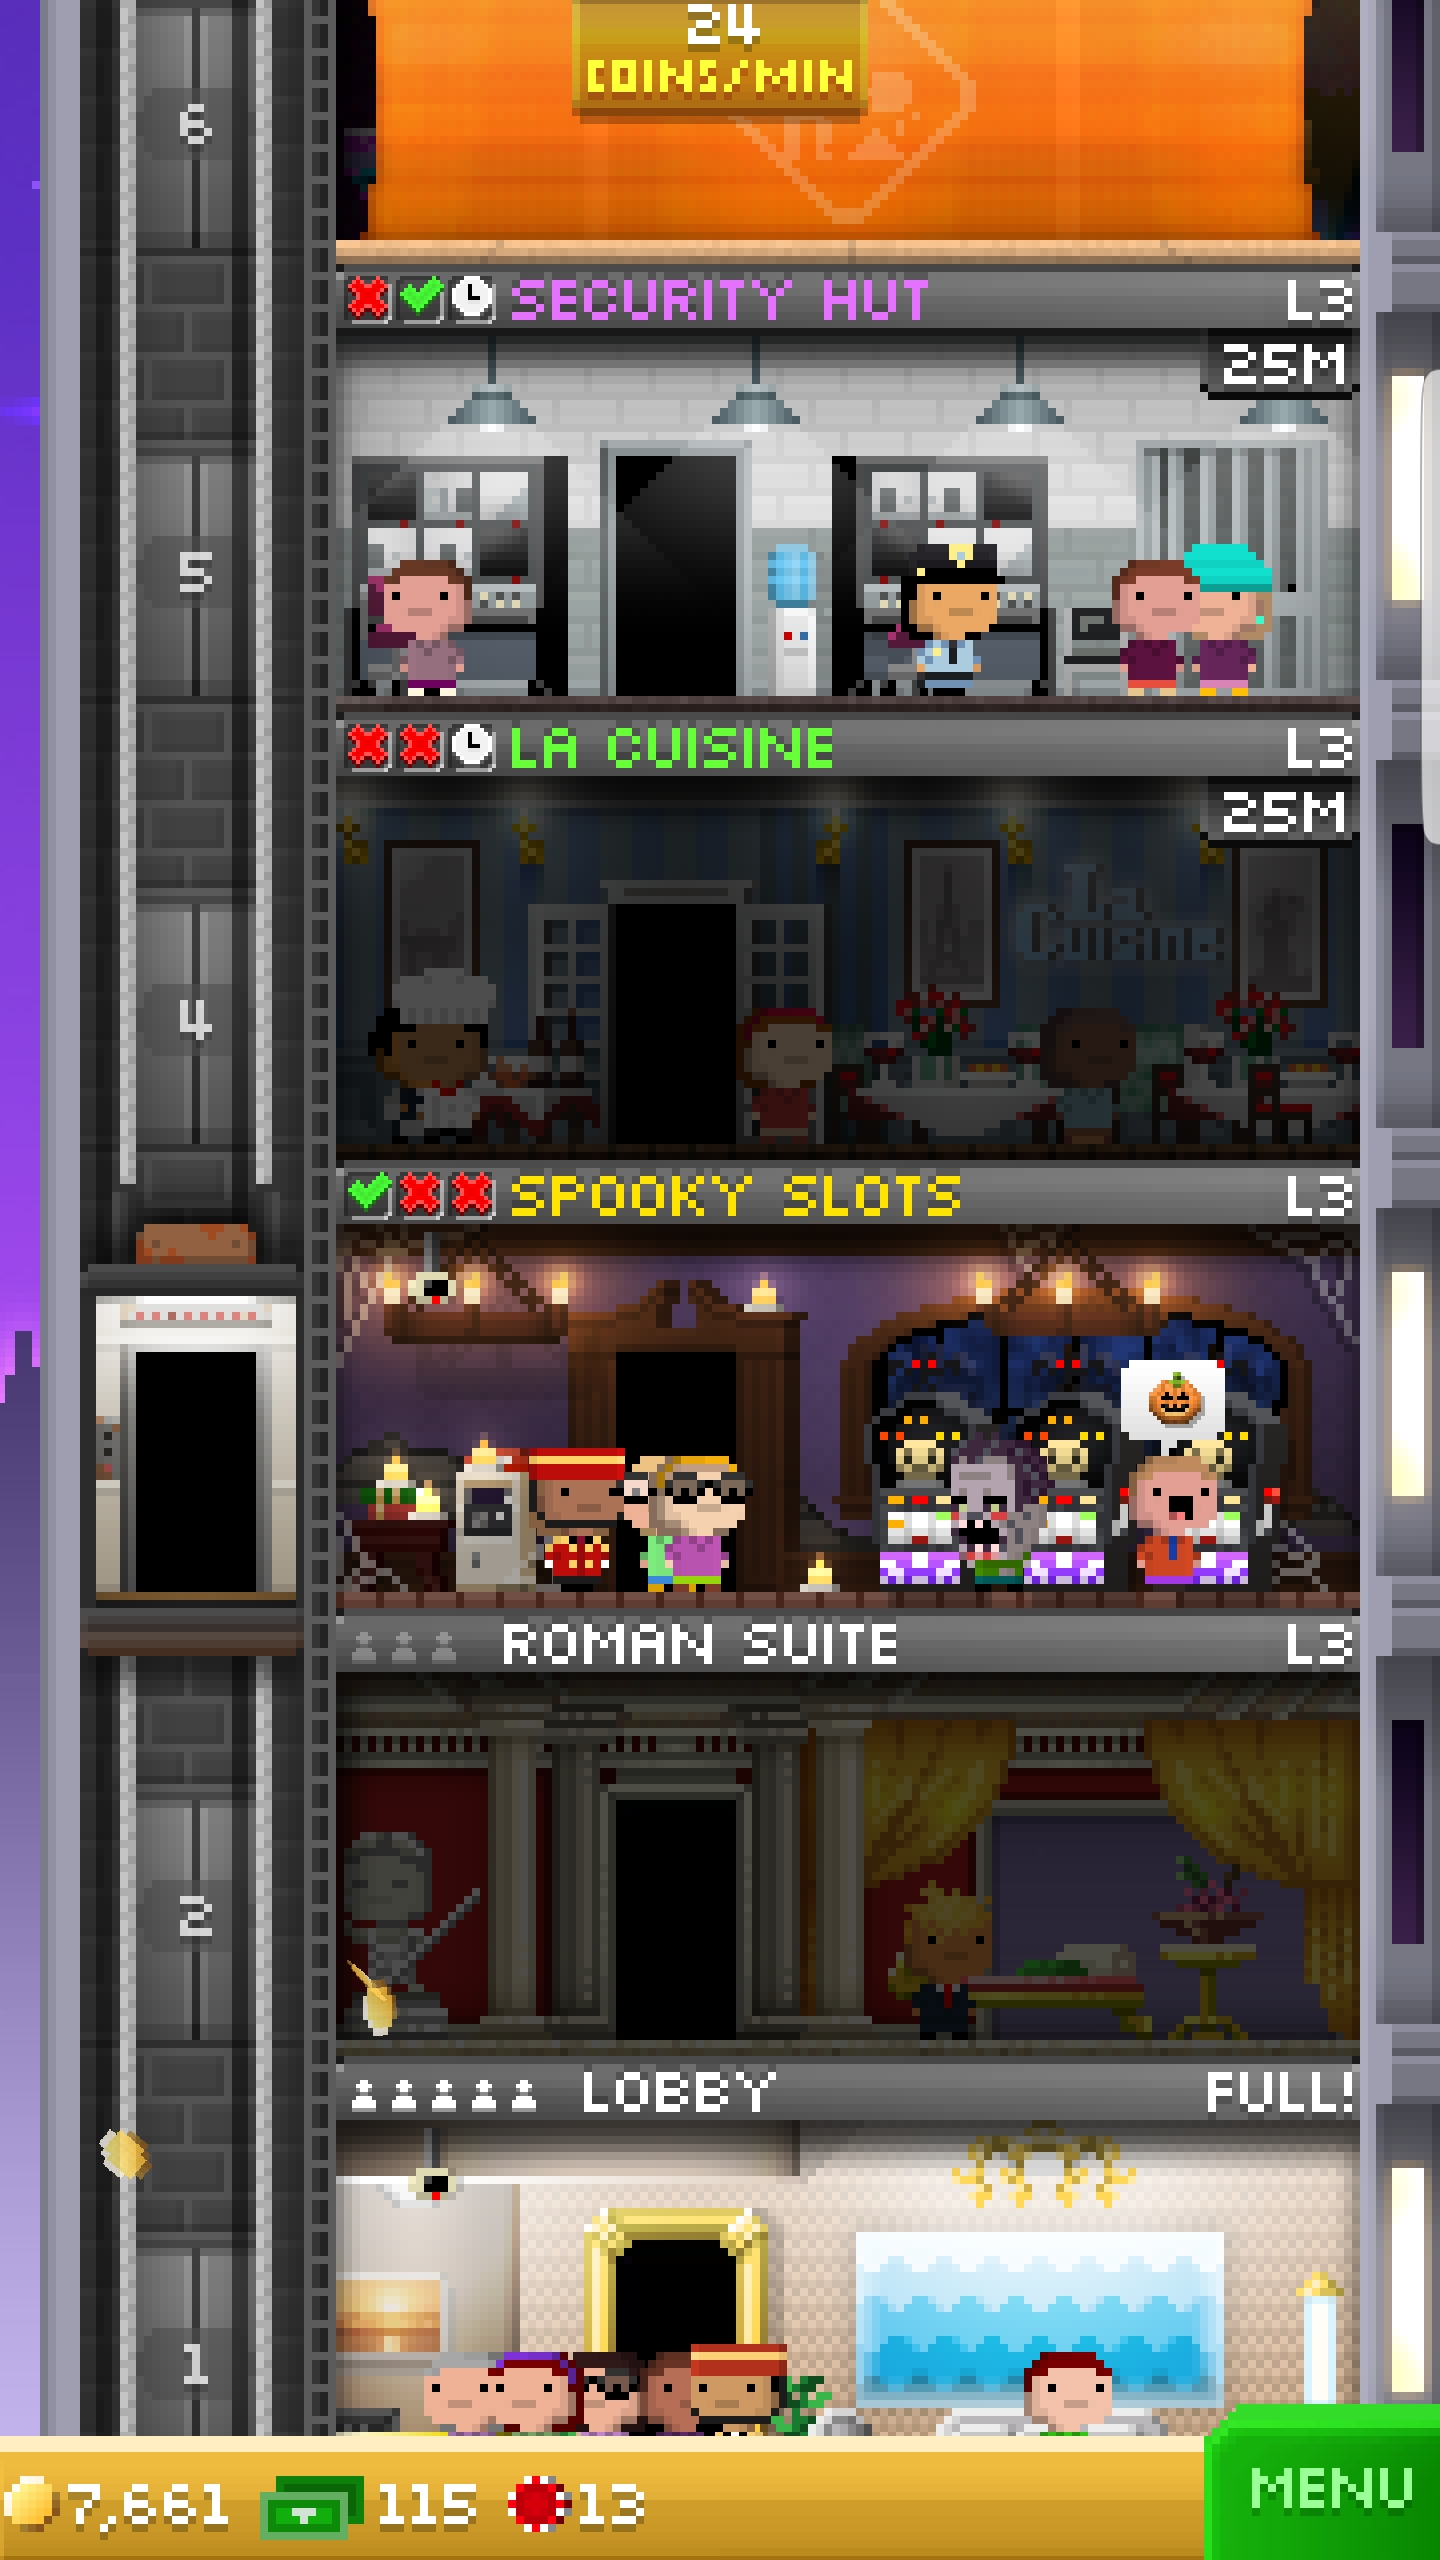 24
COINS/MIN
6
SECURITY HUT L3
25M
5
LA CUISINE L3
25M
La
Cuisine
4
SPOOKY SLOTS L3
ROMAN SUITE L3
2
LOBBY FULL!
1
7,661 115 13 MENU